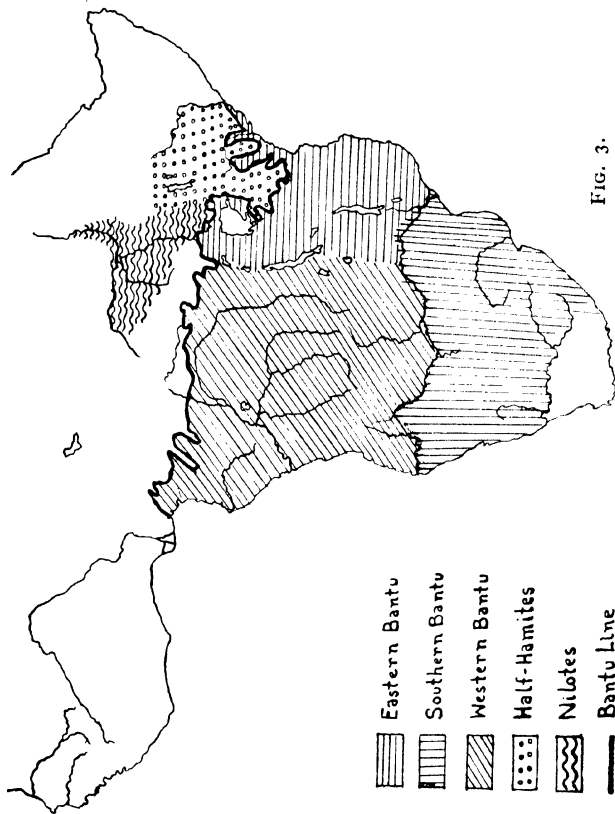 Eastern Bantu
Southern Bantu
Western Bantu
Half-Hamites
Nilotes
Bantu Line
FIG. 3.